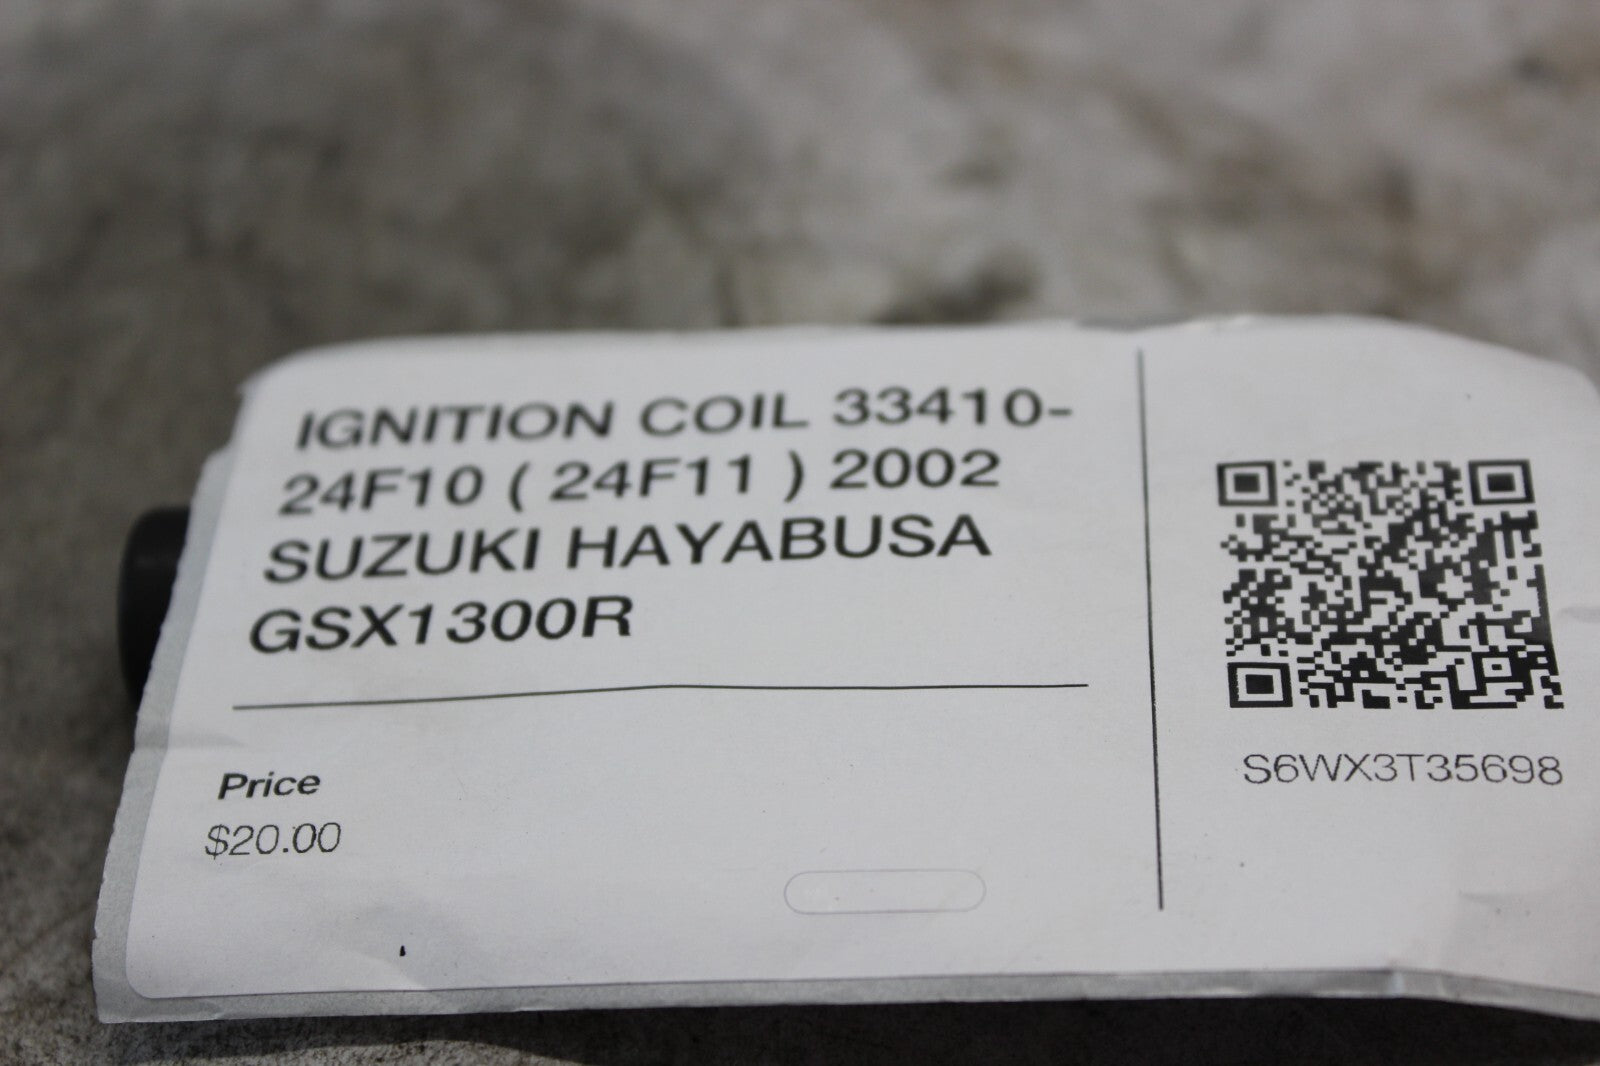 IGNITION COIL 33410-
24F10 ( 24F11 ) 2002
SUZUKI HAYABUSA
GSX1300R
Price
$20.00
S6WX3T35698